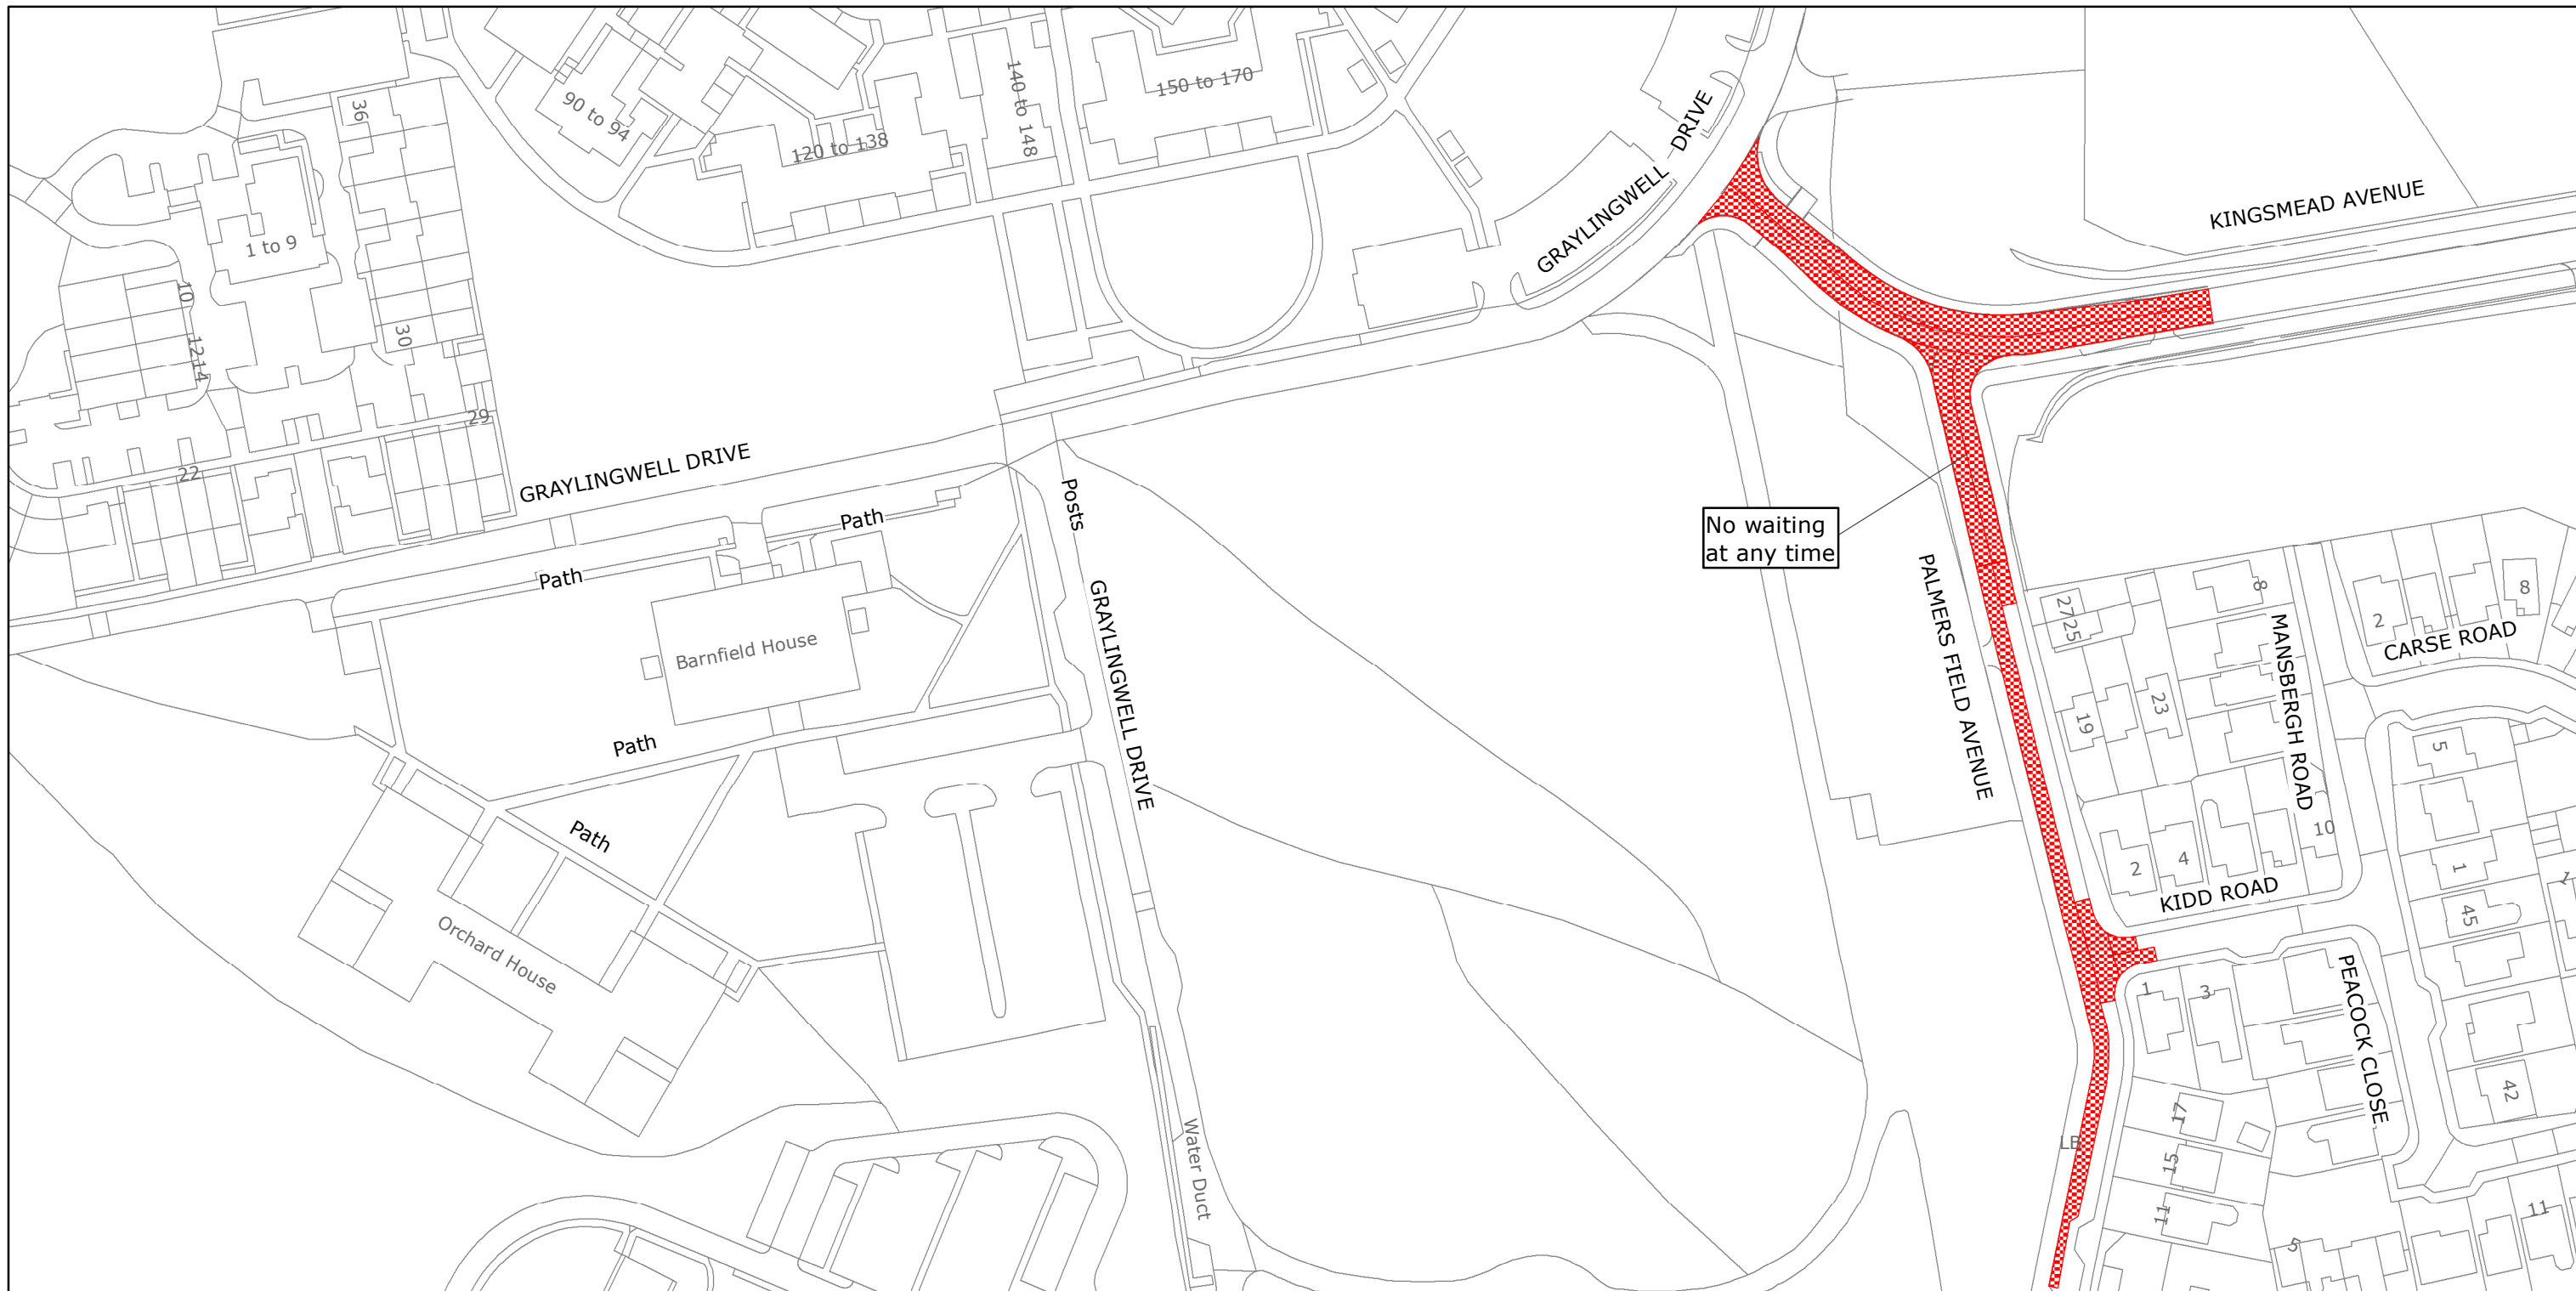 36
90 to 94
120 to 138
140 to 148
150 to 170
GRAYLINGWELL DRIVE
KINGSMEAD AVENUE
1 to 9
10
12
14
30
29
22
GRAYLINGWELL DRIVE
Path
Posts
Path
No waiting
at any time
GRAYLINGWELL DRIVE
PALMERS FIELD AVENUE
Barnfield House
27
25
8
MANSBERGH ROAD
2
8
CARSE ROAD
19
23
5
Path
Path
10
2
4
KIDD ROAD
1
1
45
Orchard House
1
3
PEACOCK CLOSE
42
17
LB
15
11
Water Duct
11
5